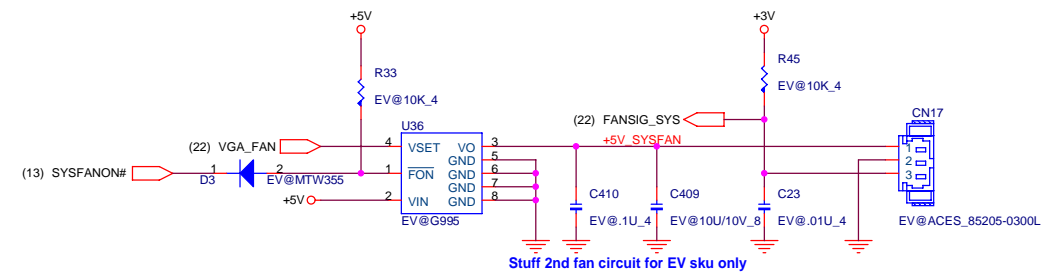 +5V
+3V
R33
EV@10K_4
R45
EV@10K_4
CN17
(22) FANSIG_SYS
+5V_SYSFAN
U36
(22) VGA_FAN
4 VSET VO 3
GND 5
(13) SYSFANON#
1 2
D3 EV@MTW355
1 FON GND 6
GND 7
+5V 2 VIN GND 8
EV@G995
1
2
3
C410
EV@.1U_4
C409
EV@10U/10V_8
C23
EV@.01U_4
EV@ACES_85205-0300L
Stuff 2nd fan circuit for EV sku only